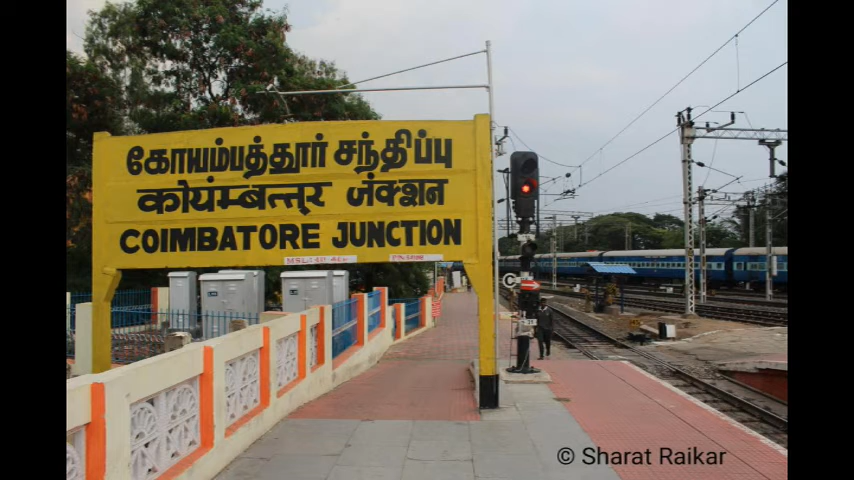 கோயம்பத்தூர் சந்திப்பு
कोयंम्बत्तूर जंक्शन
COIMBATORE JUNCTION
C
© Sharat Raikar